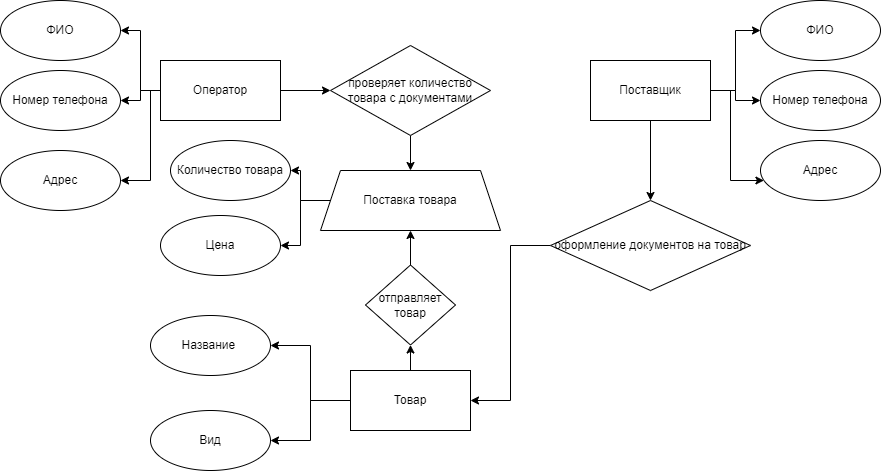 ФИО
ФИО
Оператор
проверяет количество
товара с документами
Поставщик
Номер телефона
Номер телефона
Количество товара
Адрес
Адрес
Поставка товара
Цена
оформление документов на товар
отправляет
товар
Название
Товар
Вид